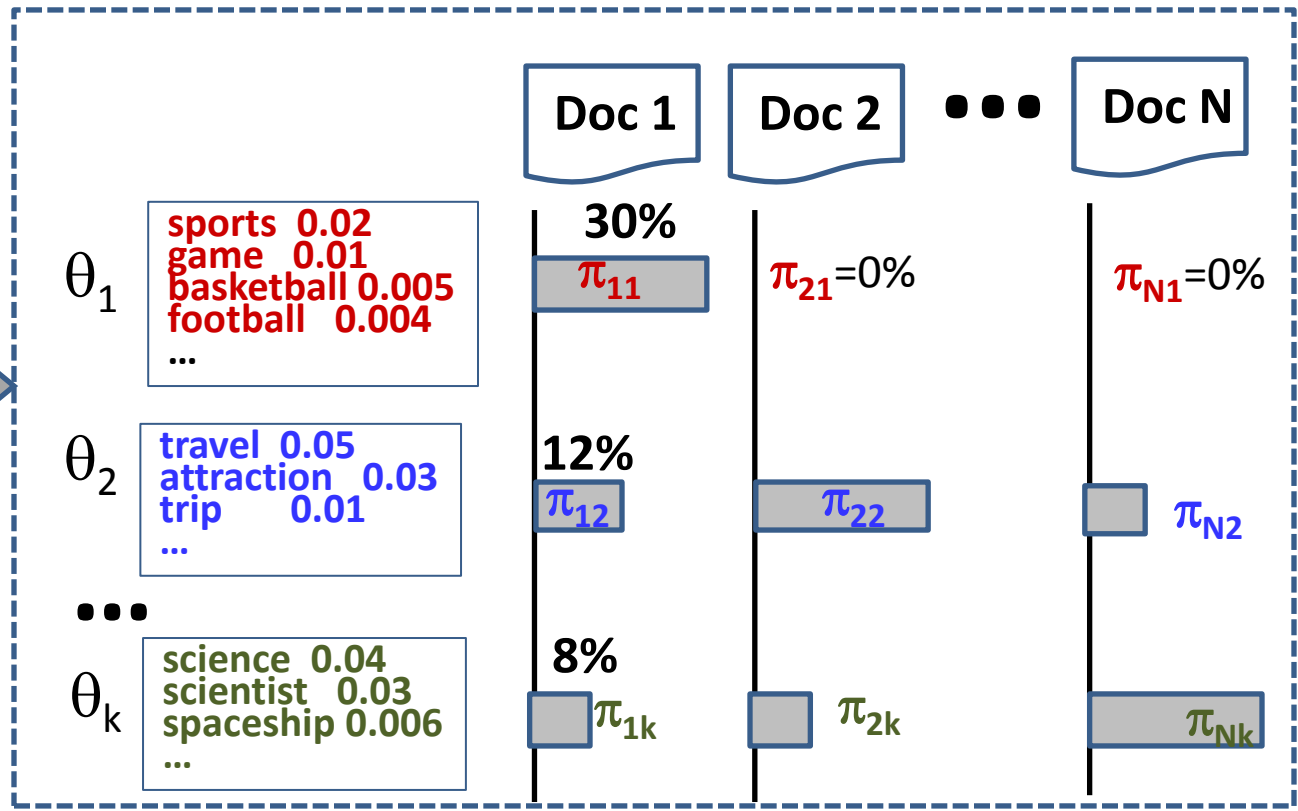 Doc 1 Doc 2 ••• Doc N
30%
θ1
sports 0.02
game 0.01
basketball 0.005
football 0.004
...
π11
π21=0%
πN1=0%
12%
θ2
travel 0.05
attraction 0.03
trip 0.01
...
π12
π22
πN2
•••
8%
θk
science 0.04
scientist 0.03
spaceship 0.006
...
π1k
π2k
πNk